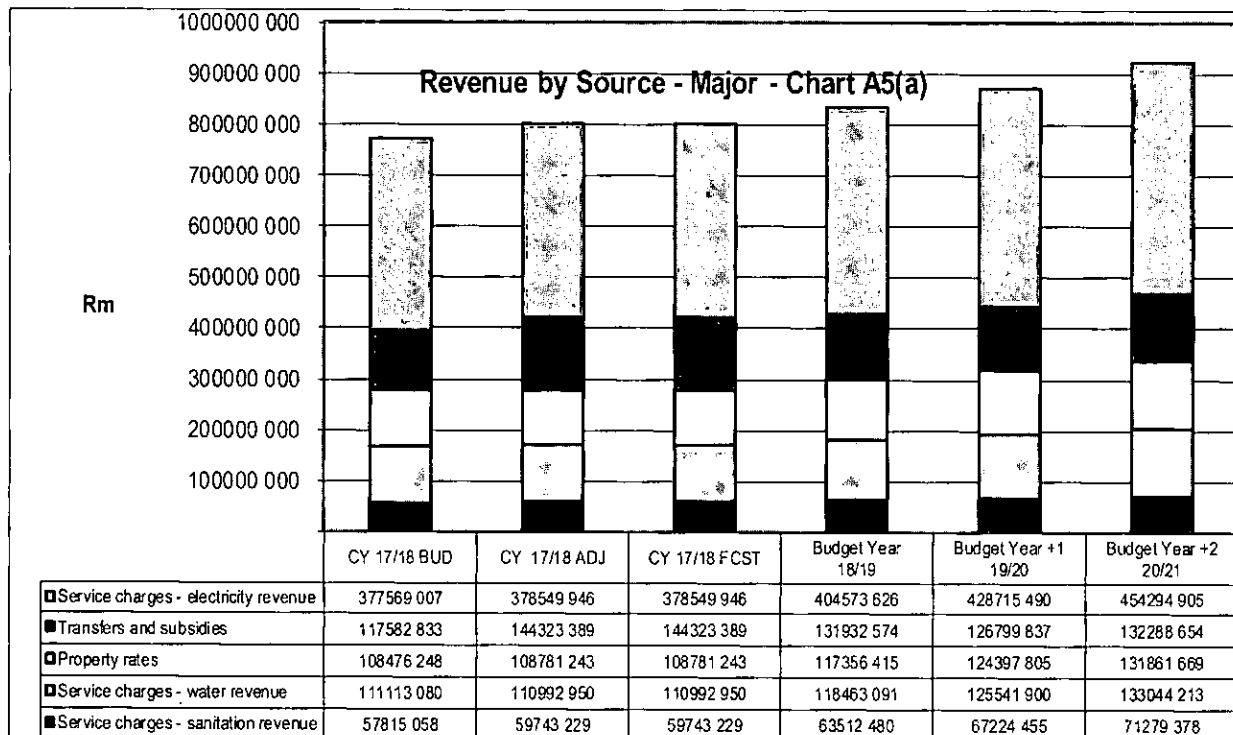 1000000 000
900000 000
Revenue by Source - Major - Chart A5(a)
800000 000
700000 000
600000 000
500000 000
Rm
400000 000
300000 000
200000 000
100000 000
CY 17/18 BUD CY 17/18 ADJ CY 17/18 FCST Budget Year 18/19 Budget Year +1 19/20 Budget Year +2 20/21
Service charges - electricity revenue 377569 007 378549 946 378549 946 404573 626 428715 490 454294 905
Transfers and subsidies 117582 833 144323 389 144323 389 131932 574 126799 837 132288 654
Property rates 108476 248 108781 243 108781 243 117356 415 124397 805 131861 669
Service charges - water revenue 111113 080 110992 950 110992 950 118463 091 125541 900 133044 213
Service charges - sanitation revenue 57815 058 59743 229 59743 229 63512 480 67224 455 71279 378